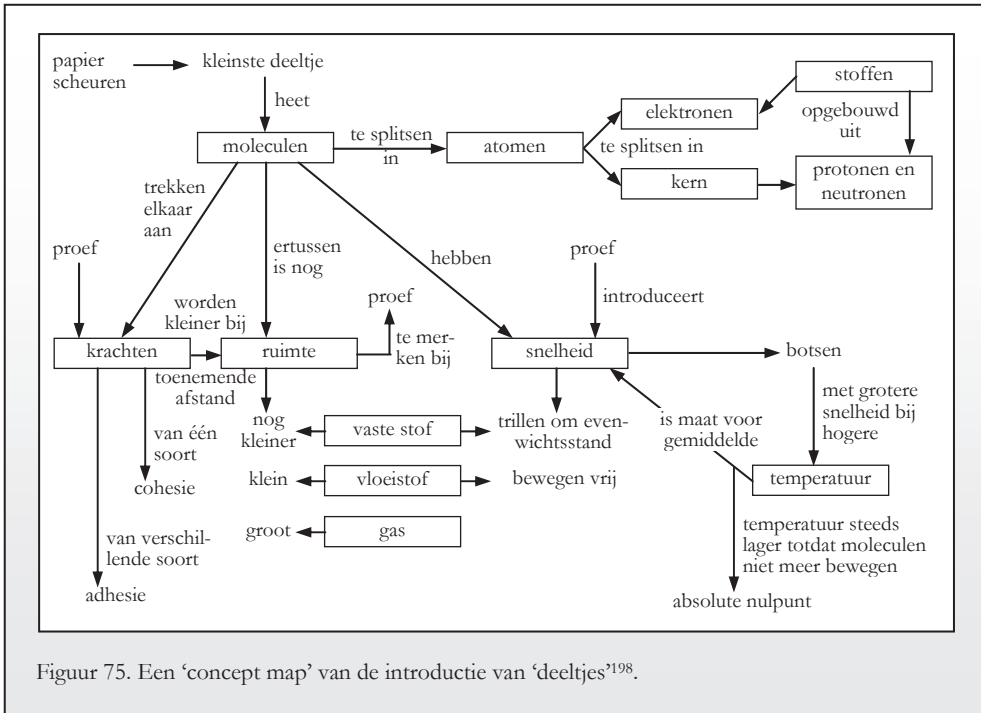 papier
scheuren
kleinste deeltje
heet
moleculen
te splitsen
in
atomen
te splitsen in
elektronen
kern
stoffen
opgebouwd
uit
protonen en
neutronen
trekken
elkaar
aan
ertussen
is nog
hebben
proef
worden
kleiner bij
krachten
toenemende
afstand
ruimte
proef
te mer-
ken bij
proef
introduceert
snelheid
botsen
met grotere
snelheid bij
hogere
is maat voor
gemiddelde
temperatuur
nog
kleiner
vaste stof
trillen om even-
wichtsstand
klein
vloeistof
bewegen vrij
groot
gas
van één
soort
cohesie
van verschil-
lende soort
adhesie
temperatuur steeds
lager totdat moleculen
niet meer bewegen
absolute nulpunt
Figuur 75. Een ‘concept map’ van de introductie van ‘deeltjes’198.